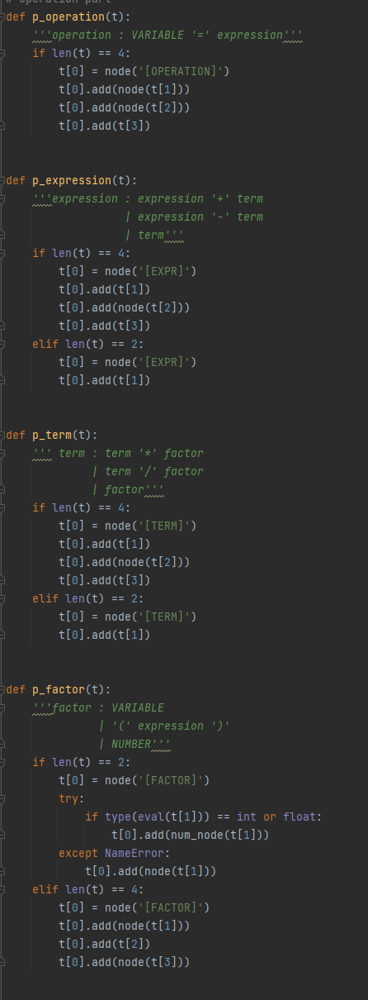 # Operation part
def p_operation(t):
    '''operation : VARIABLE '=' expression'''
    if len(t) == 4:
        t[0] = node('[OPERATION]')
        t[0].add(node(t[1]))
        t[0].add(node(t[2]))
        t[0].add(t[3])
def p_expression(t):
    '''expression : expression '+' term
                  | expression '-' term
                  | term'''
    if len(t) == 4:
        t[0] = node('[EXPR]')
        t[0].add(t[1])
        t[0].add(node(t[2]))
        t[0].add(t[3])
    elif len(t) == 2:
        t[0] = node('[EXPR]')
        t[0].add(t[1])
def p_term(t):
    ''' term : term '*' factor
             | term '/' factor
             | factor'''
    if len(t) == 4:
        t[0] = node('[TERM]')
        t[0].add(t[1])
        t[0].add(node(t[2]))
        t[0].add(t[3])
    elif len(t) == 2:
        t[0] = node('[TERM]')
        t[0].add(t[1])
def p_factor(t):
    '''factor : VARIABLE
              | '(' expression ')'
              | NUMBER'''
    if len(t) == 2:
        t[0] = node('[FACTOR]')
        try:
            if type(eval(t[1])) == int or float:
                t[0].add(num_node(t[1]))
        except NameError:
            t[0].add(node(t[1]))
    elif len(t) == 4:
        t[0] = node('[FACTOR]')
        t[0].add(node(t[1]))
        t[0].add(t[2])
        t[0].add(node(t[3]))